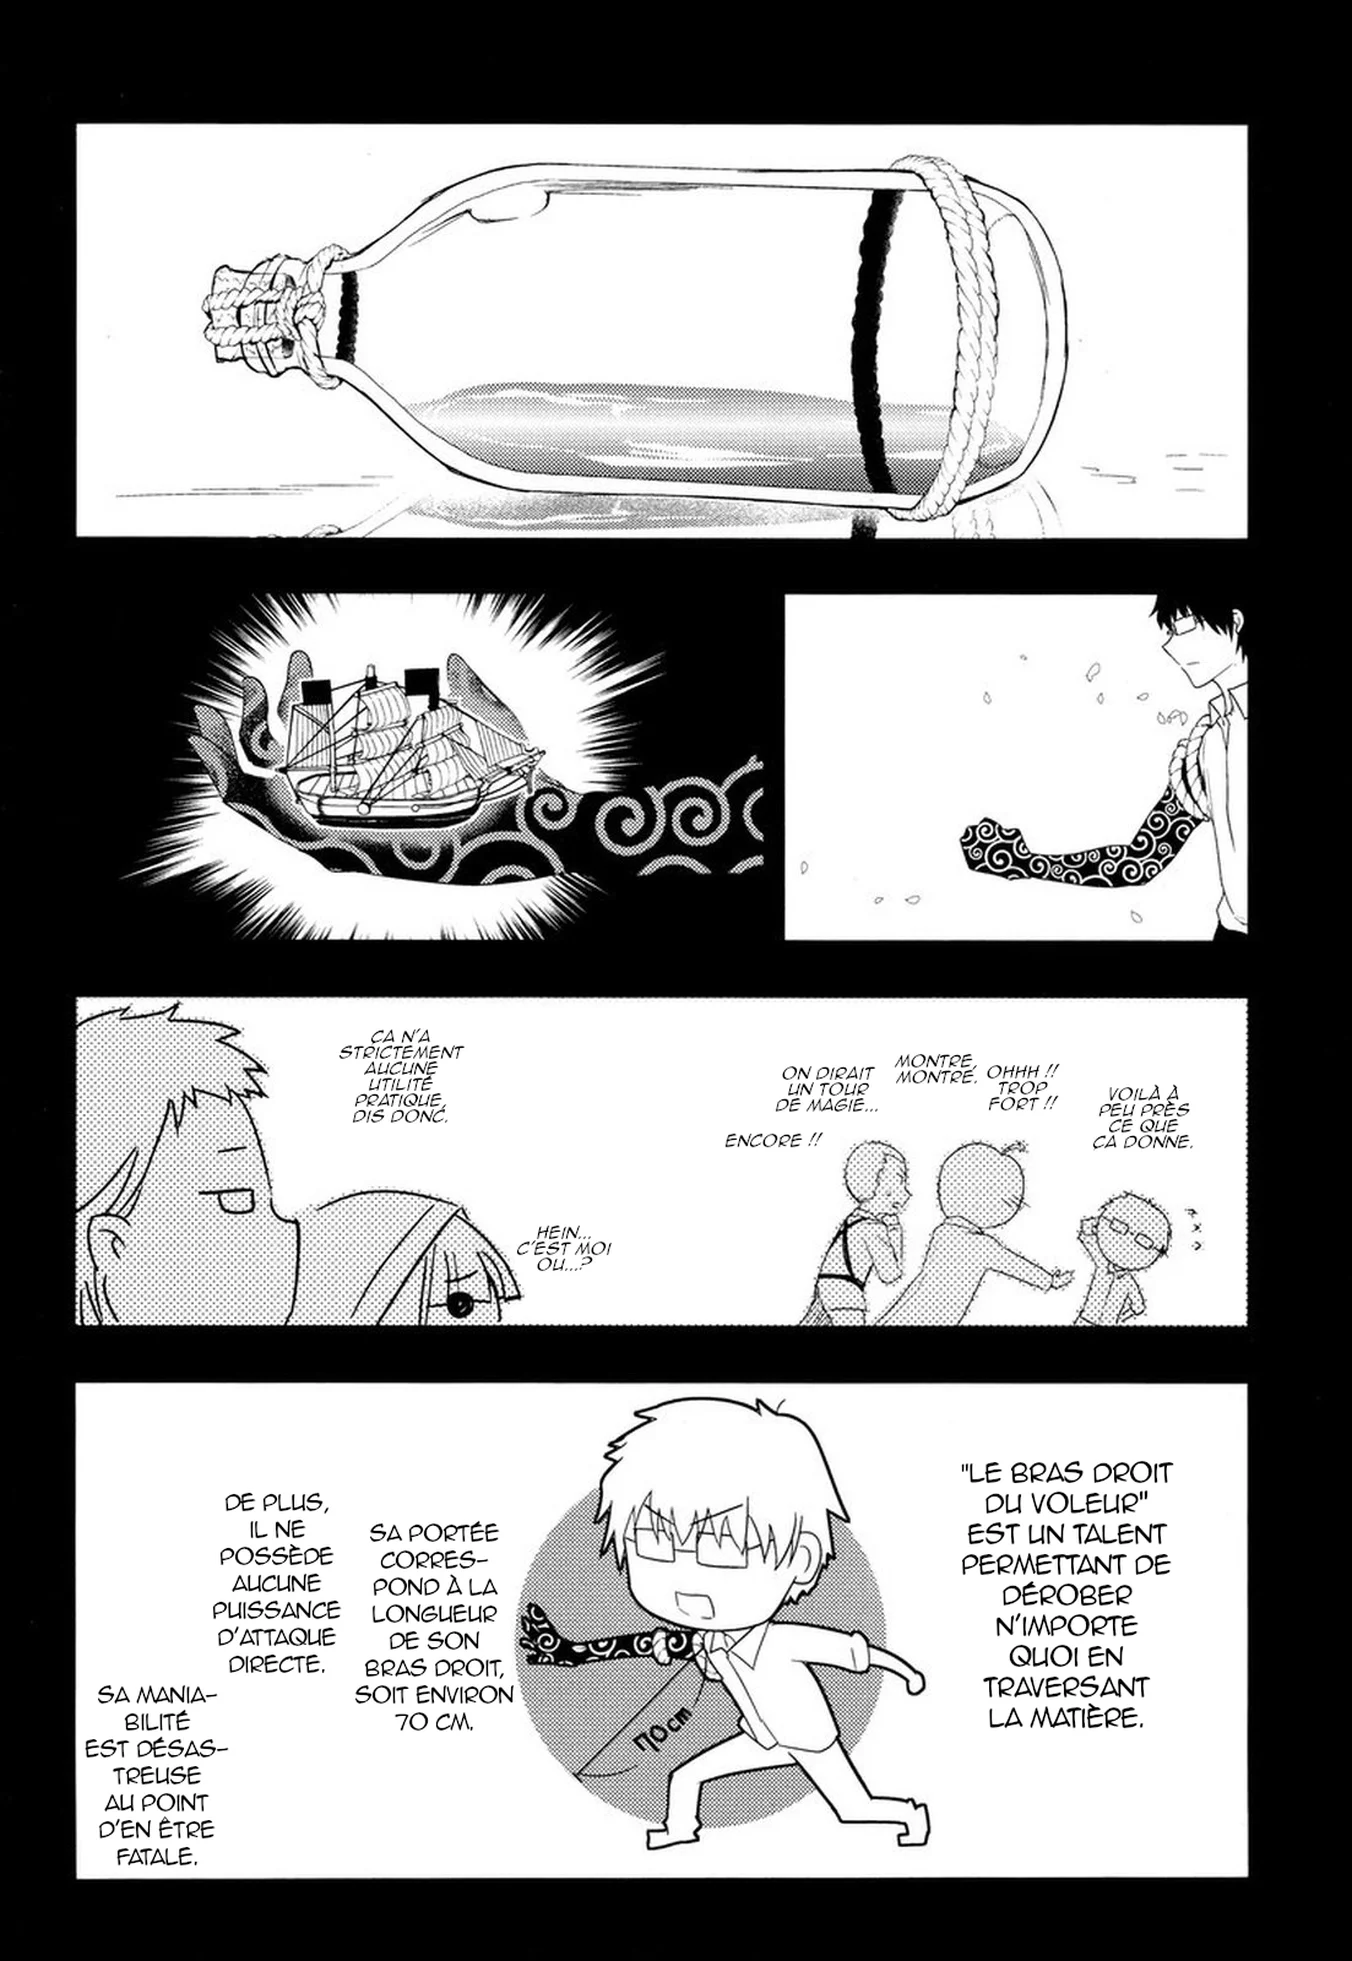 VOILÀ À
PEU PRÈS
CE QUE
ÇA DONNE.
OHHH !!
TROP
FORT !!
MONTRE,
MONTRE.
ON DIRAIT
UN TOUR
DE MAGIE...
ENCORE !!
ÇA N'A
STRICTEMENT
AUCUNE
UTILITÉ
PRATIQUE,
DIS DONC.
HEIN...
C'EST MOI
OU...?
"LE BRAS DROIT
DU VOLEUR"
EST UN TALENT
PERMETTANT DE
DÉROBER
N'IMPORTE
QUOI EN
TRAVERSANT
LA MATIÈRE.
70cm
SA PORTÉE
CORRES-
POND À LA
LONGUEUR
DE SON
BRAS DROIT,
SOIT ENVIRON
70 CM.
DE PLUS,
IL NE
POSSÈDE
AUCUNE
PUISSANCE
D'ATTAQUE
DIRECTE.
SA MANIA-
BILITÉ
EST DÉSAS-
TREUSE
AU POINT
D'EN ÊTRE
FATALE.